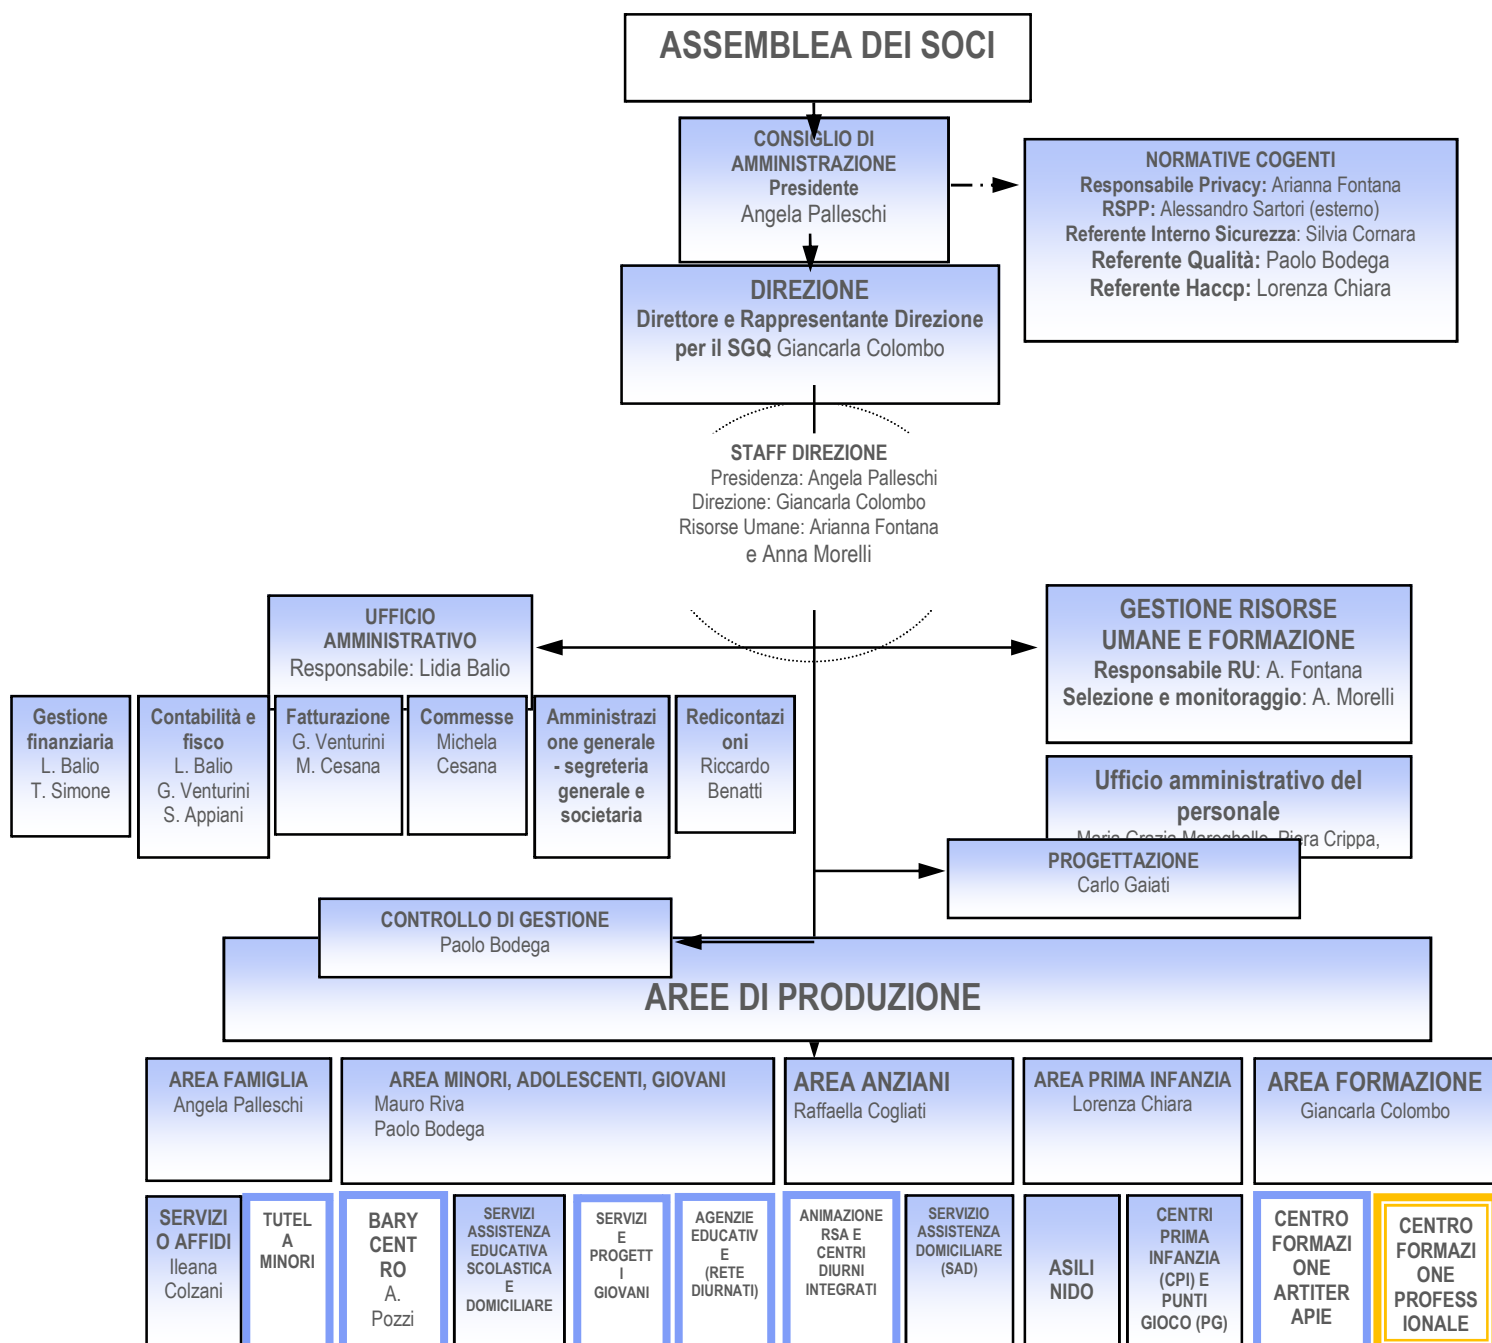 ASSEMBLEA DEI SOCI
CONSIGLIO DI
AMMINISTRAZIONE
Presidente
Angela Palleschi
NORMATIVE COGENTI
Responsabile Privacy: Arianna Fontana
RSPP: Alessandro Sartori (esterno)
Referente Interno Sicurezza: Silvia Cornara
Referente Qualità: Paolo Bodega
Referente Haccp: Lorenza Chiara
DIREZIONE
Direttore e Rappresentante Direzione
per il SGQ Giancarla Colombo
STAFF DIREZIONE
Presidenza: Angela Palleschi
Direzione: Giancarla Colombo
Risorse Umane: Arianna Fontana
e Anna Morelli
UFFICIO
AMMINISTRATIVO
Responsabile: Lidia Balio
GESTIONE RISORSE
UMANE E FORMAZIONE
Responsabile RU: A. Fontana
Selezione e monitoraggio: A. Morelli
Gestione
finanziaria
L. Balio
T. Simone
Contabilità e
fisco
L. Balio
G. Venturini
S. Appiani
Fatturazione
G. Venturini
M. Cesana
Commesse
Michela
Cesana
Amministrazi
one generale
- segreteria
generale e
societaria
Redicontazi
oni
Riccardo
Benatti
Ufficio amministrativo del
personale
Maria Grazia Piera Crippa,
PROGETTAZIONE
Carlo Gaiati
CONTROLLO DI GESTIONE
Paolo Bodega
AREE DI PRODUZIONE
AREA FAMIGLIA
Angela Palleschi
AREA MINORI, ADOLESCENTI, GIOVANI
Mauro Riva
Paolo Bodega
AREA ANZIANI
Raffaella Cogliati
AREA PRIMA INFANZIA
Lorenza Chiara
AREA FORMAZIONE
Giancarla Colombo
SERVIZI
O AFFIDI
Ileana
Colzani
TUTEL
A
MINORI
BARY
CENT
RO
A.
Pozzi
SERVIZI
ASSISTENZA
EDUCATIVA
SCOLASTICA
E
DOMICILIARE
SERVIZI
E
PROGETT
I
GIOVANI
AGENZIE
EDUCATIV
E
(RETE
DIURNATI)
ANIMAZIONE
RSA E
CENTRI
DIURNI
INTEGRATI
SERVIZIO
ASSISTENZA
DOMICILIARE
(SAD)
ASILI
NIDO
CENTRI
PRIMA
INFANZIA
(CPI) E
PUNTI
GIOCO (PG)
CENTRO
FORMAZI
ONE
ARTITER
APIE
CENTRO
FORMAZI
ONE
PROFESS
IONALE